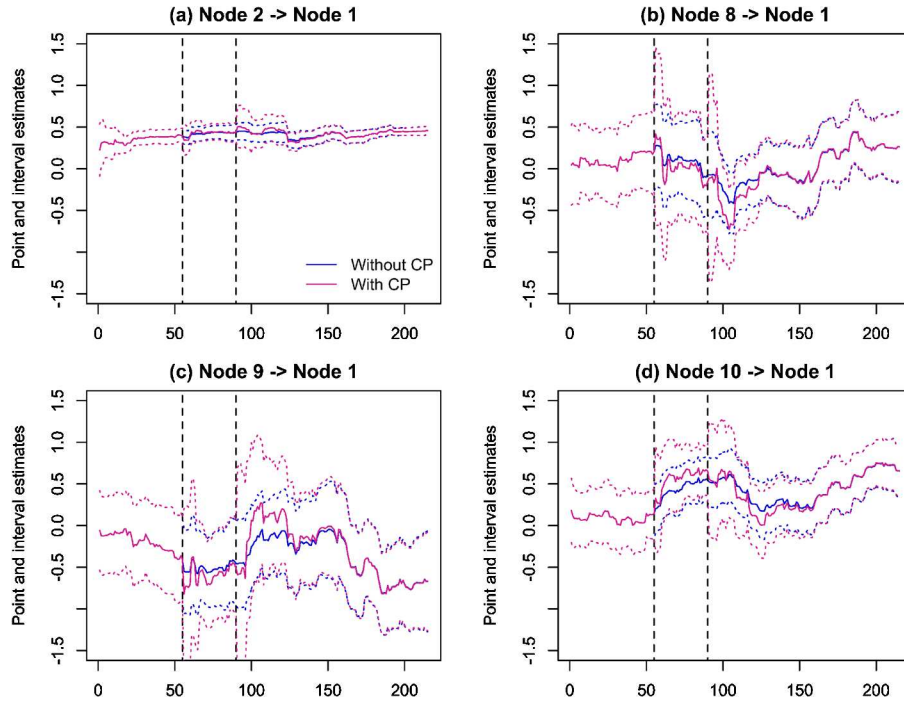 (a) Node 2 -> Node 1
Point and interval estimates
1.5
1.0
0.5
0.0
-0.5
-1.5
Without CP
With CP
0 50 100 150 200
(b) Node 8 -> Node 1
Point and interval estimates
1.5
1.0
0.5
0.0
-0.5
-1.5
0 50 100 150 200
(c) Node 9 -> Node 1
Point and interval estimates
1.5
1.0
0.5
0.0
-0.5
-1.5
0 50 100 150 200
(d) Node 10 -> Node 1
Point and interval estimates
1.5
1.0
0.5
0.0
-0.5
-1.5
0 50 100 150 200